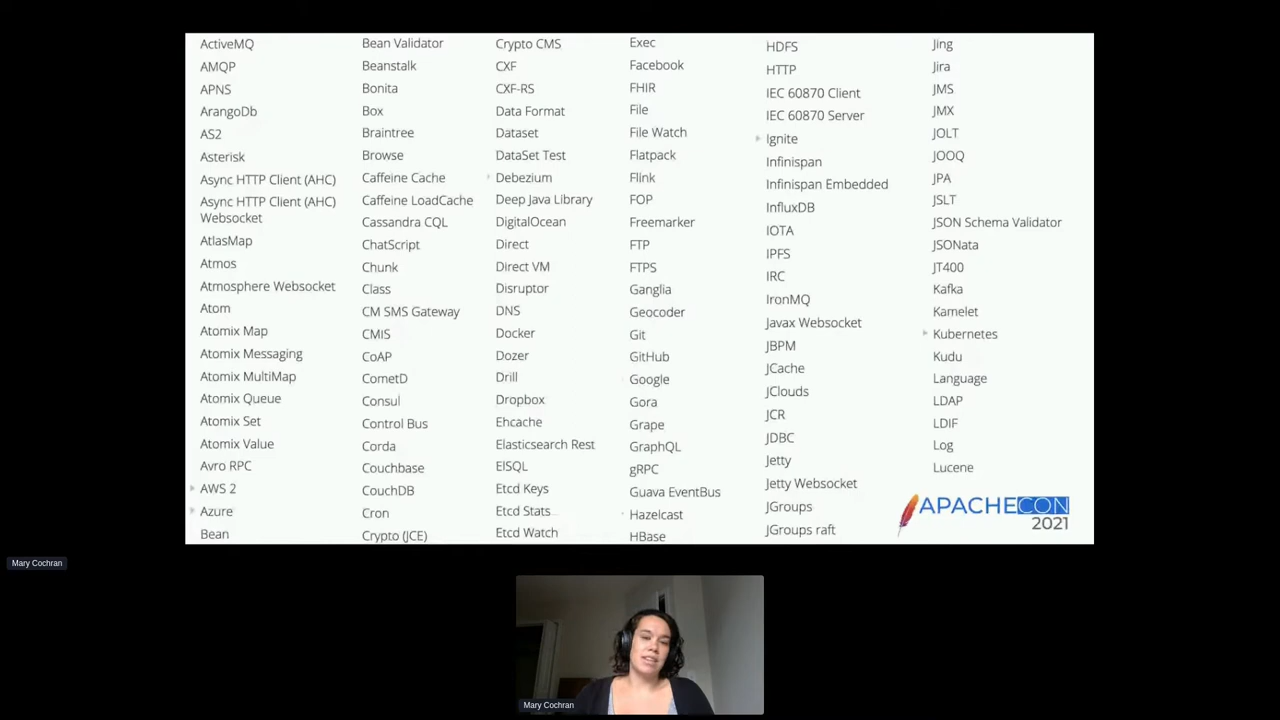 ActiveMQ
AMQP
APNS
ArangoDb
AS2
Asterisk
Async HTTP Client (AHC)
Async HTTP Client (AHC)
Websocket
AtlasMap
Atmos
Atmosphere Websocket
Atom
Atomix Map
Atomix Messaging
Atomix MultiMap
Atomix Queue
Atomix Set
Atomix Value
Avro RPC
AWS 2
Azure
Bean
Bean Validator
Beanstalk
Bonita
Box
Braintree
Browse
Caffeine Cache
Caffeine LoadCache
Cassandra CQL
ChatScript
Chunk
Class
CM SMS Gateway
CMIS
CoAP
CometD
Consul
Control Bus
Corda
Couchbase
CouchDB
Cron
Crypto (JCE)
Crypto CMS
CXF
CXF-RS
Data Format
Dataset
DataSet Test
Debezium
Deep Java Library
DigitalOcean
Direct
Direct VM
Disruptor
DNS
Docker
Dozer
Drill
Dropbox
Ehcache
Elasticsearch Rest
ElSQL
Etcd Keys
Etcd Stats
Etcd Watch
Exec
Facebook
FHIR
File
File Watch
Flatpack
Flink
FOP
Freemarker
FTP
FTPS
Ganglia
Geocoder
Git
GitHub
Google
Gora
Grape
GraphQL
gRPC
Guava EventBus
Hazelcast
HBase
HDFS
HTTP
IEC 60870 Client
IEC 60870 Server
Ignite
Infinispan
Infinispan Embedded
InfluxDB
IOTA
IPFS
IRC
IronMQ
Javax Websocket
JBPM
JCache
JClouds
JCR
JDBC
Jetty
Jetty Websocket
JGroups
JGroups raft
Jing
Jira
JMS
JMX
JOLT
JOOQ
JPA
JSLT
JSON Schema Validator
JSONata
JT400
Kafka
Kamelet
Kubernetes
Kudu
Language
LDAP
LDIF
Log
Lucene
APACHECON
2021
Mary Cochran
Mary Cochran